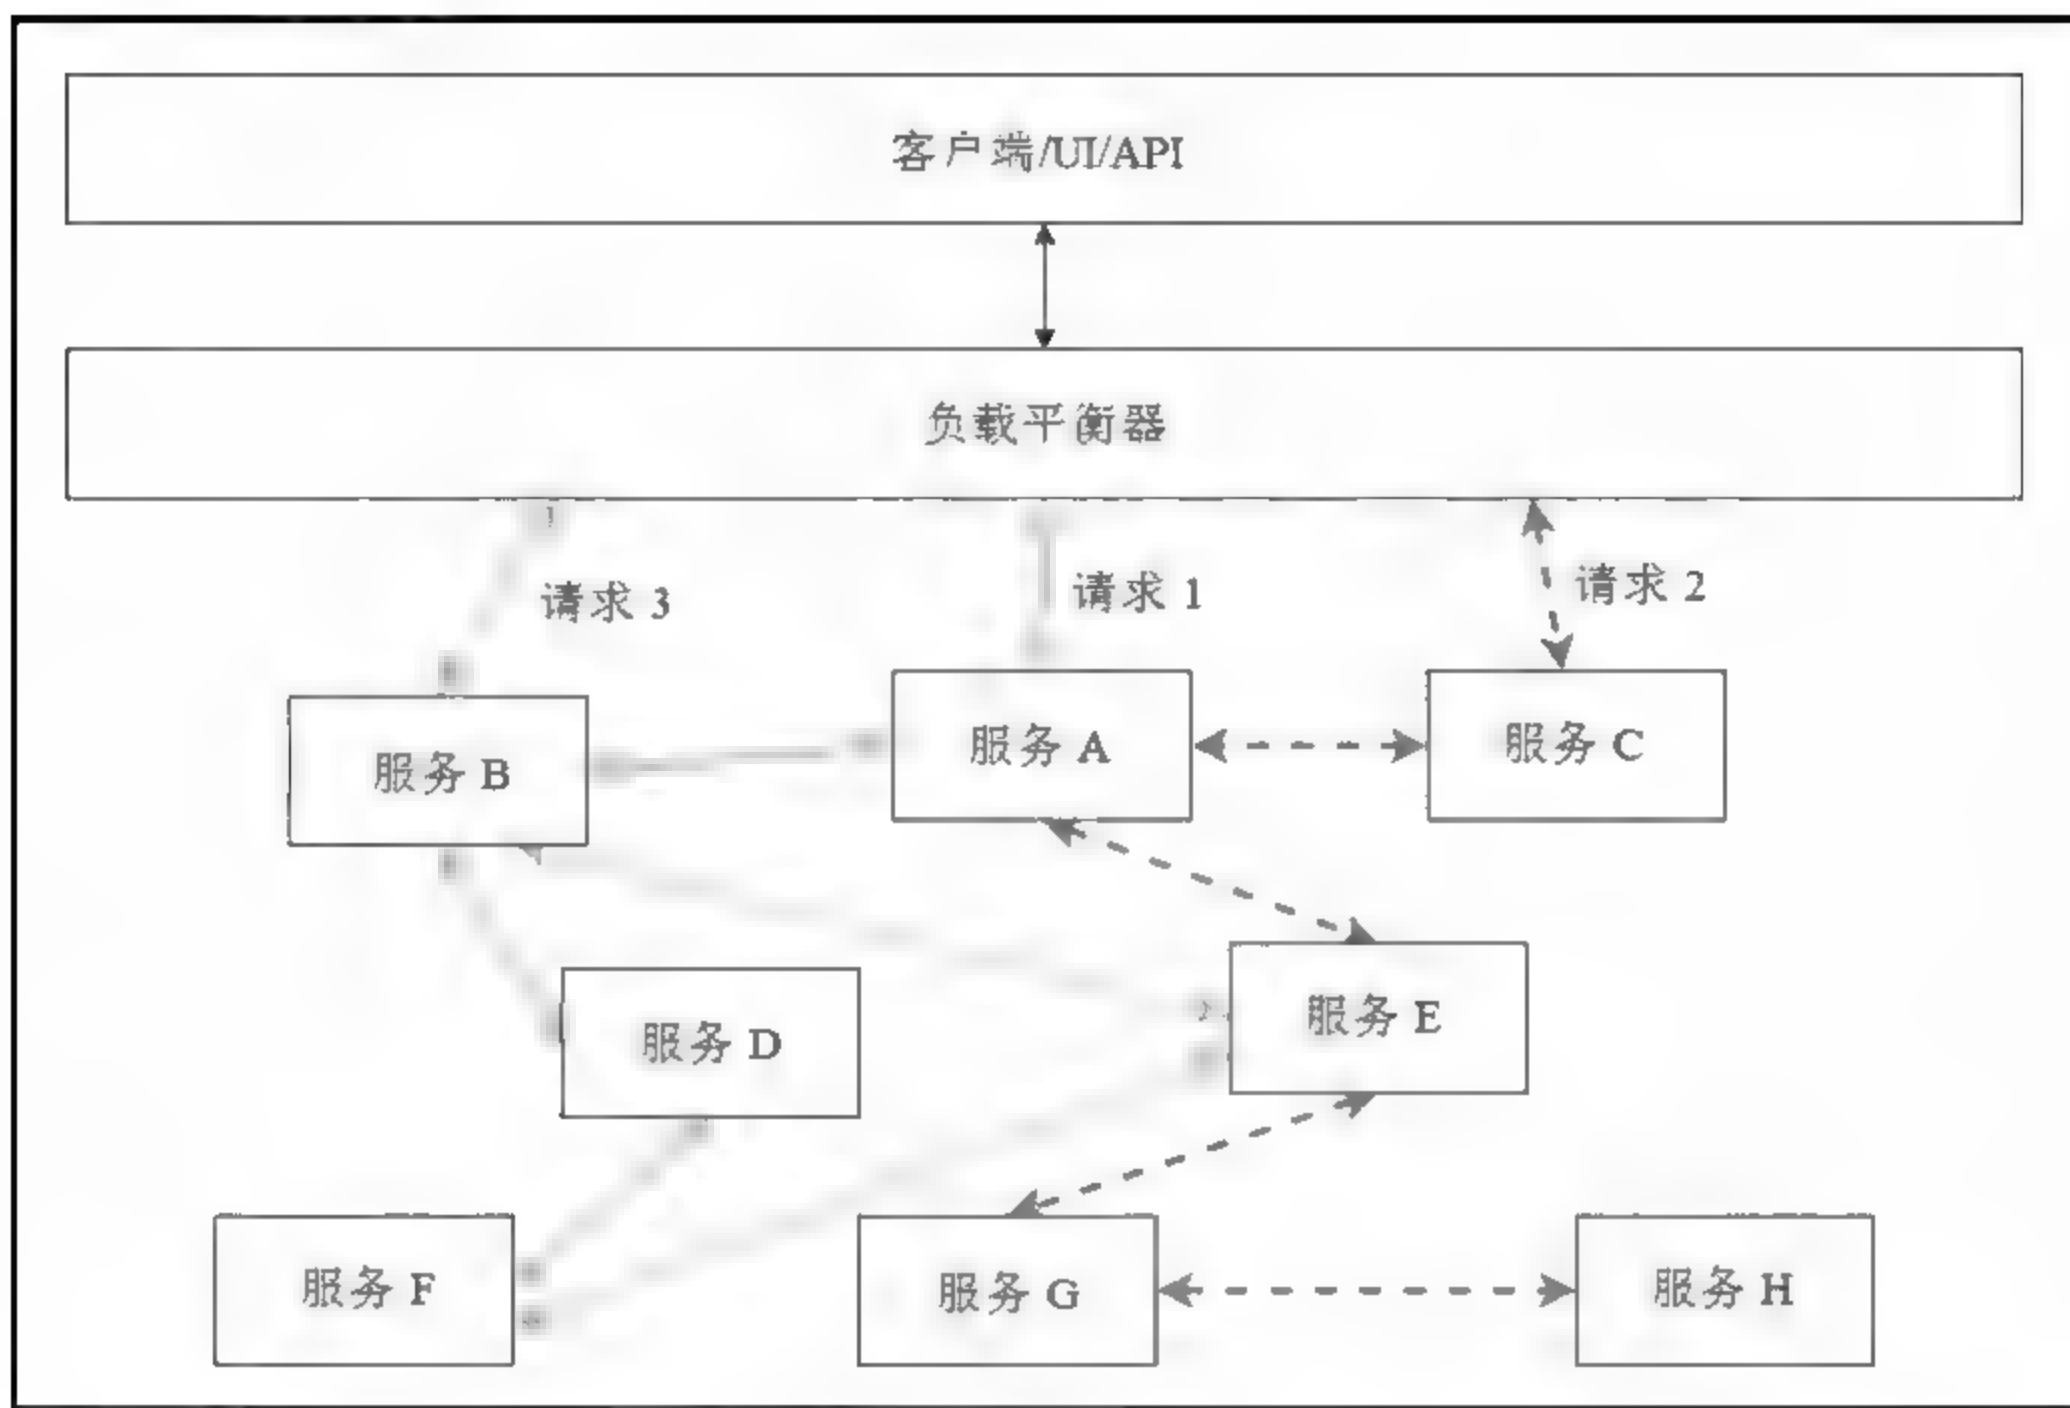 客户端/UI/API
负载平衡器
请求 3
请求 1
请求 2
服务 B
服务 A
服务 C
服务 D
服务 E
服务 F
服务 G
服务 H